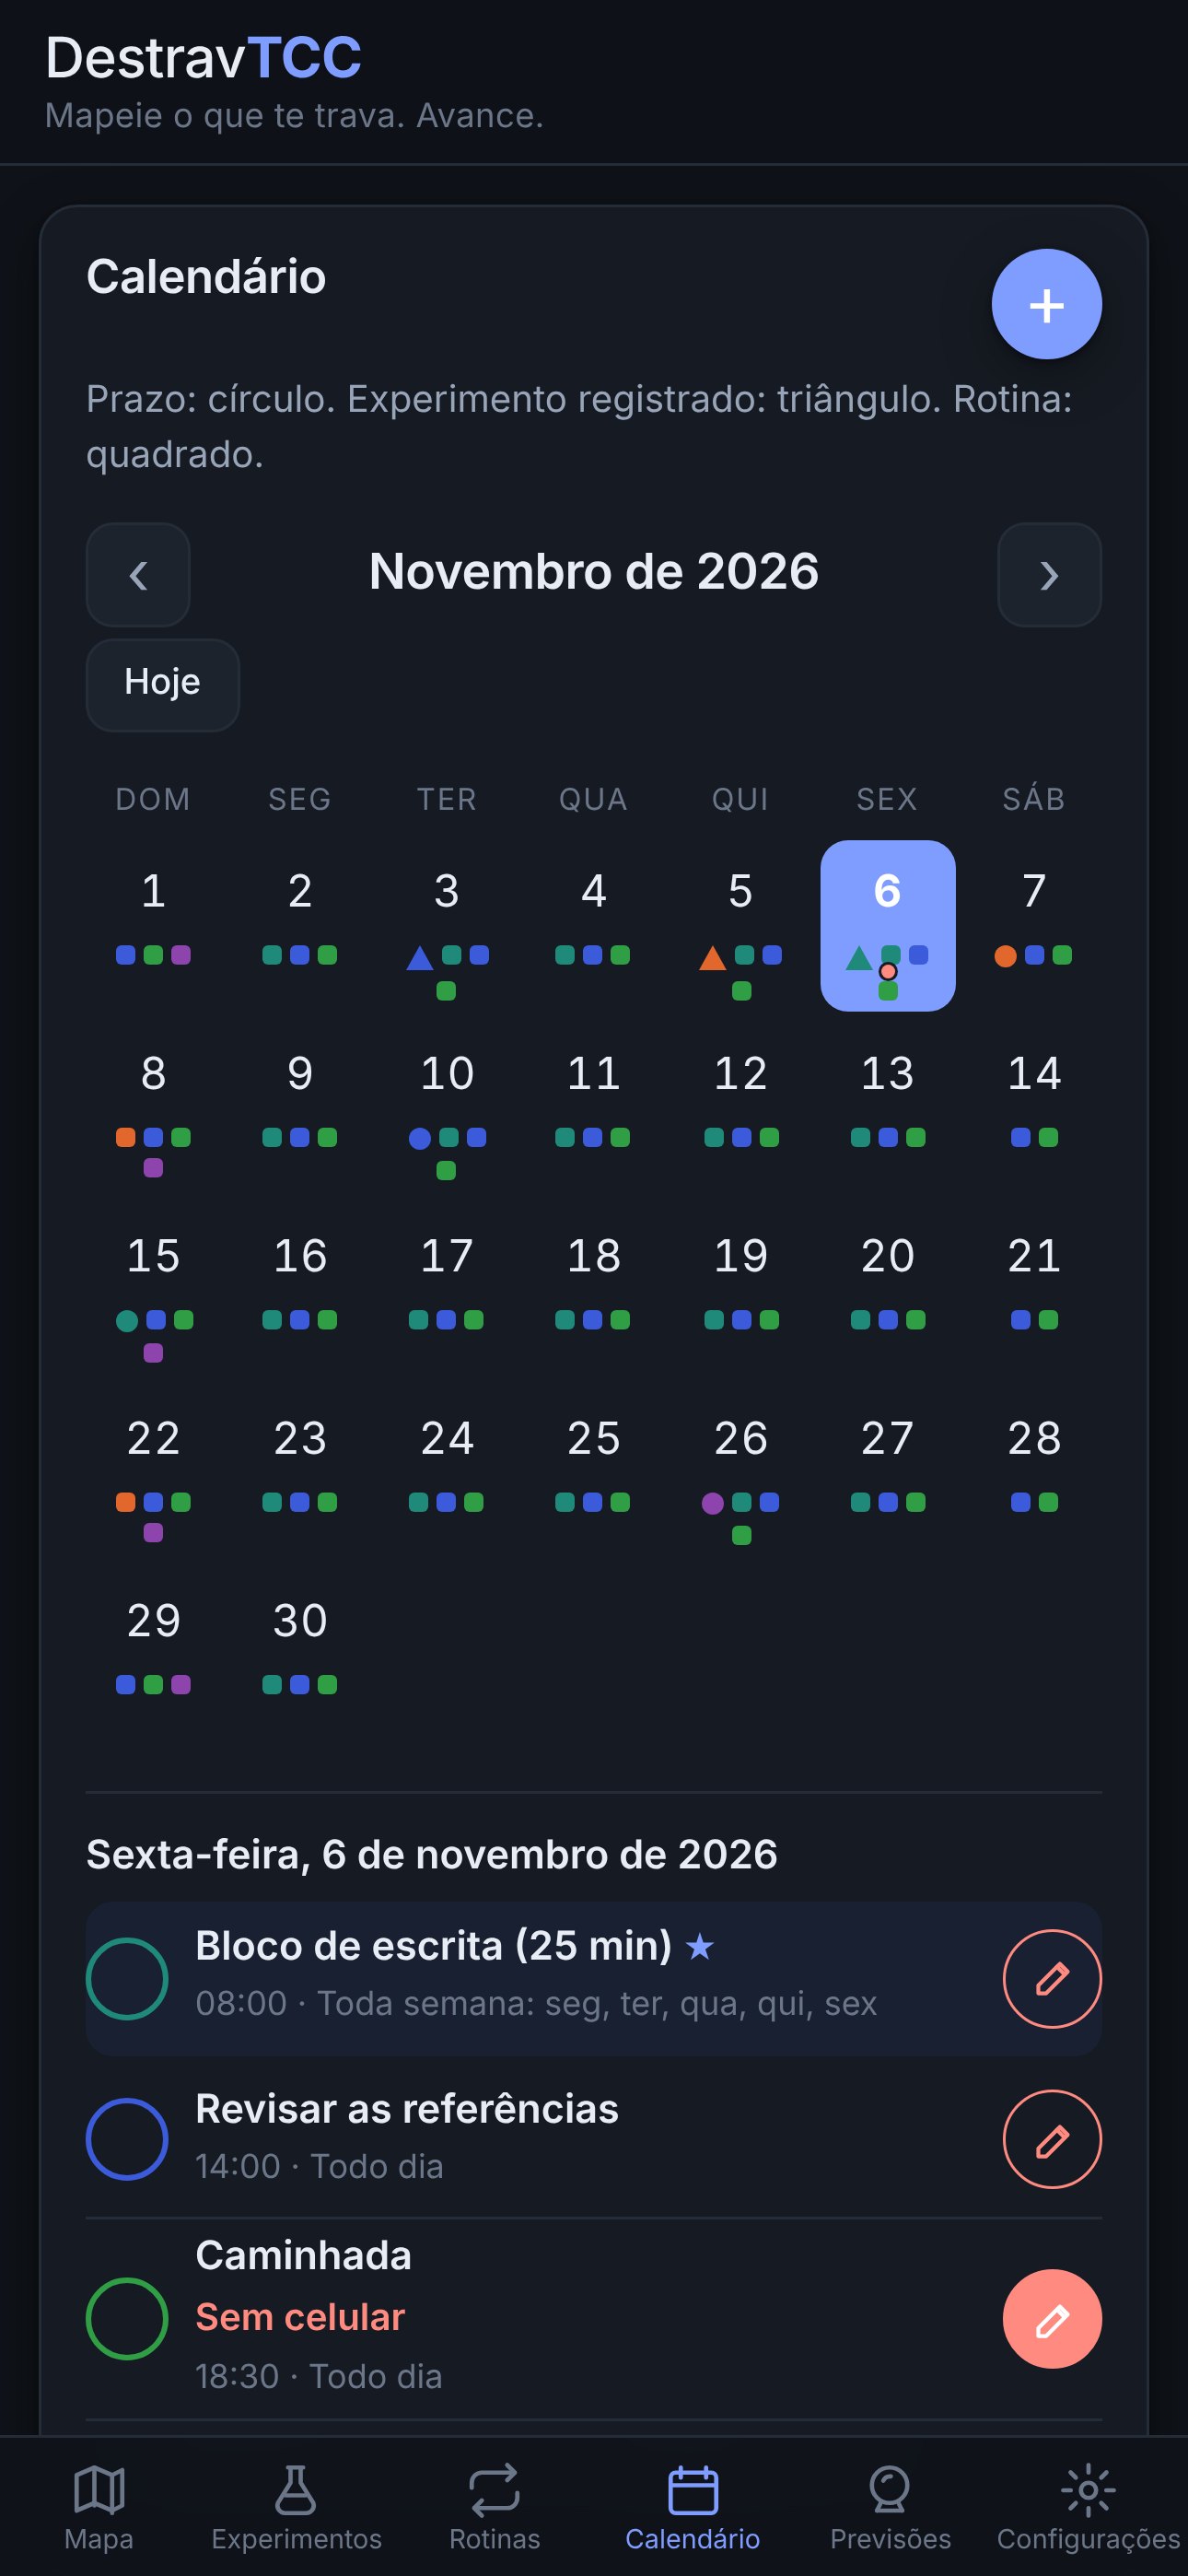 DestravTCC
Mapeie o que te trava. Avance.
Calendário
+
Prazo: círculo. Experimento registrado: triângulo. Rotina:
quadrado.
‹ Novembro de 2026 ›
Hoje
DOM SEG TER QUA QUI SEX SÁB
1 2 3 4 5 6 7
8 9 10 11 12 13 14
15 16 17 18 19 20 21
22 23 24 25 26 27 28
29 30
Sexta-feira, 6 de novembro de 2026
Bloco de escrita (25 min) ★
08:00 · Toda semana: seg, ter, qua, qui, sex
Revisar as referências
14:00 · Todo dia
Caminhada
Sem celular
18:30 · Todo dia
Mapa Experimentos Rotinas Calendário Previsões Configurações